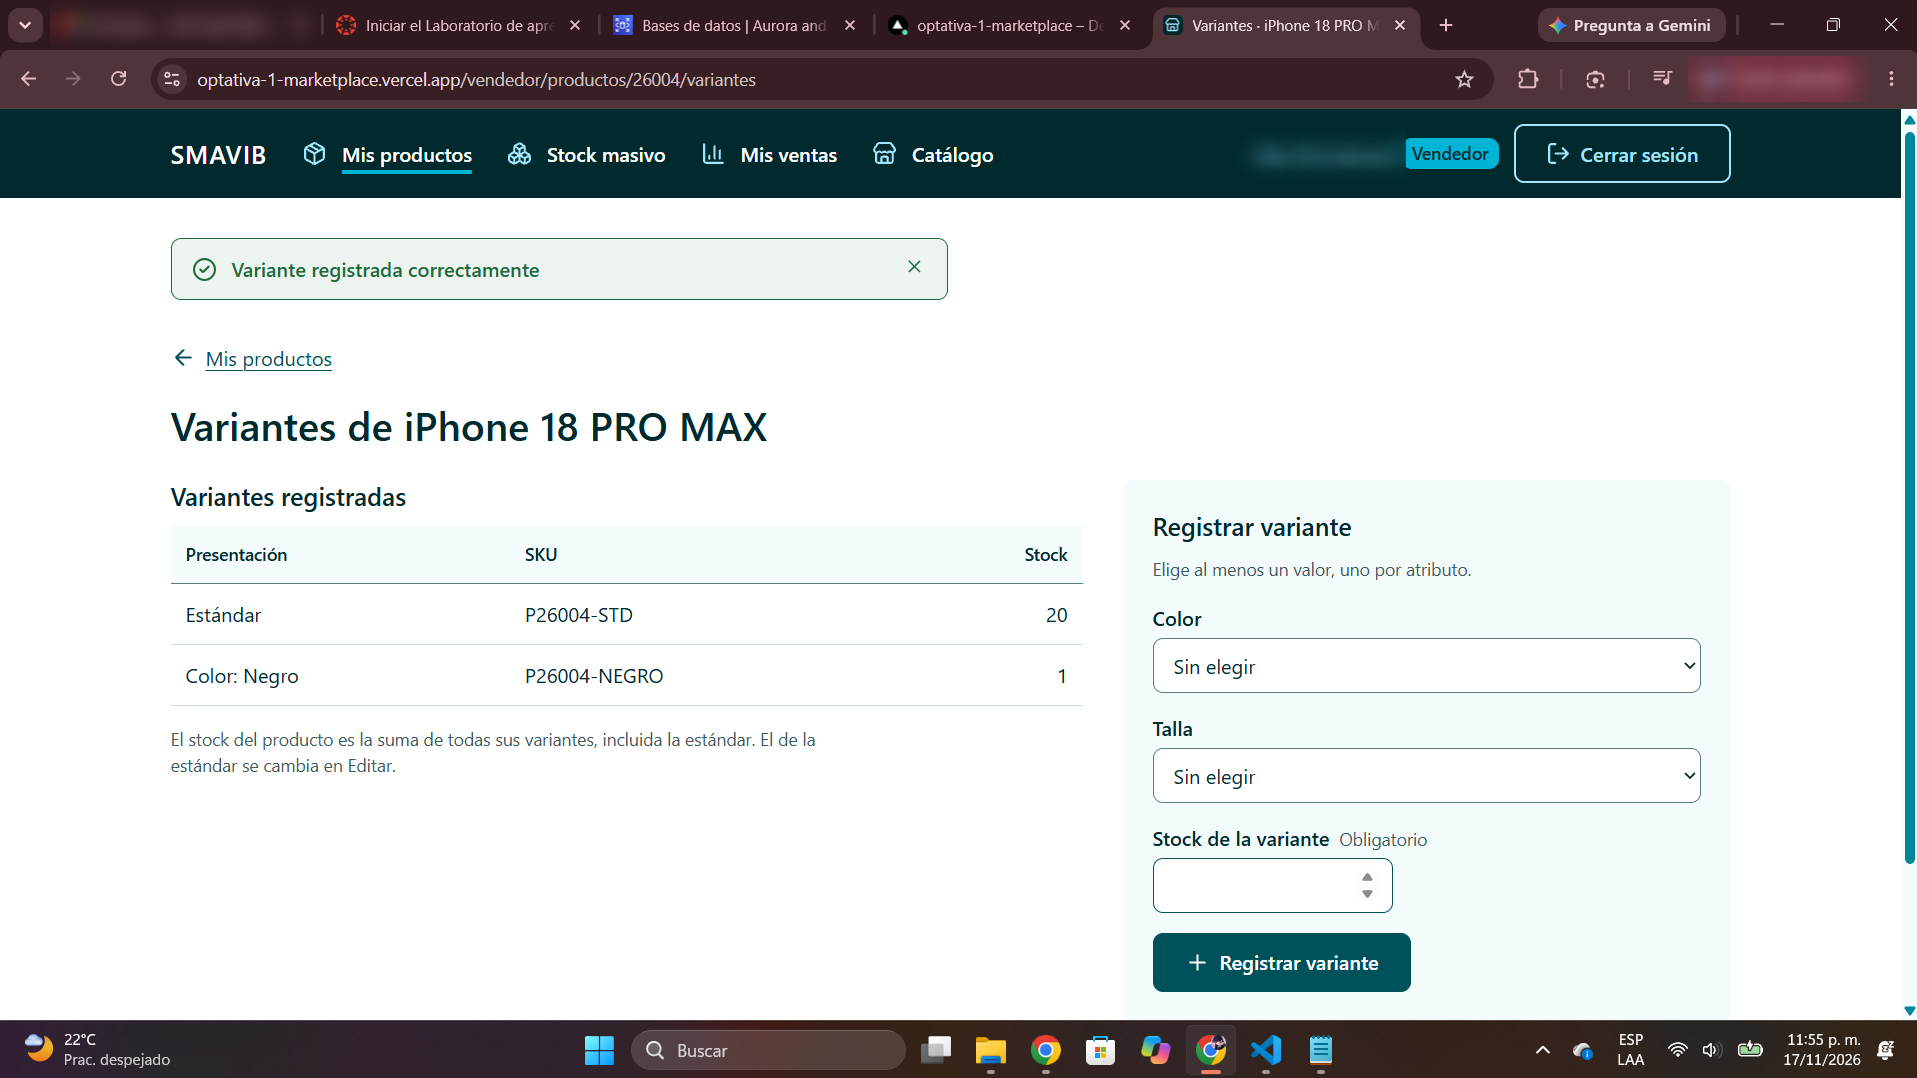 Iniciar el Laboratorio de apre
Bases de datos | Aurora and
optativa-1-marketplace – De
Variantes · iPhone 18 PRO M
Pregunta a Gemini
optativa-1-marketplace.vercel.app/vendedor/productos/26004/variantes
SMAVIB
Mis productos
Stock masivo
Mis ventas
Catálogo
Vendedor
Cerrar sesión
Variante registrada correctamente
Mis productos
Variantes de iPhone 18 PRO MAX
Variantes registradas
Presentación SKU Stock
Estándar P26004-STD 20
Color: Negro P26004-NEGRO 1
El stock del producto es la suma de todas sus variantes, incluida la estándar. El de la
estándar se cambia en Editar.
Registrar variante
Elige al menos un valor, uno por atributo.
Color
Sin elegir
Talla
Sin elegir
Stock de la variante Obligatorio
Registrar variante
22°C
Prac. despejado
Buscar
ESP
LAA
11:55 p. m.
17/11/2026